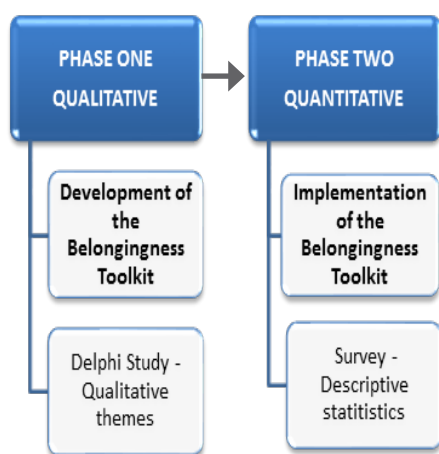 PHASE ONE
QUALITATIVE
Development of
the
Belongingness
Toolkit
Delphi Study -
Qualitative
themes
PHASE TWO
QUANTITATIVE
Implementation
of the
Belongingness
Toolkit
Survey -
Descriptive
statitistics